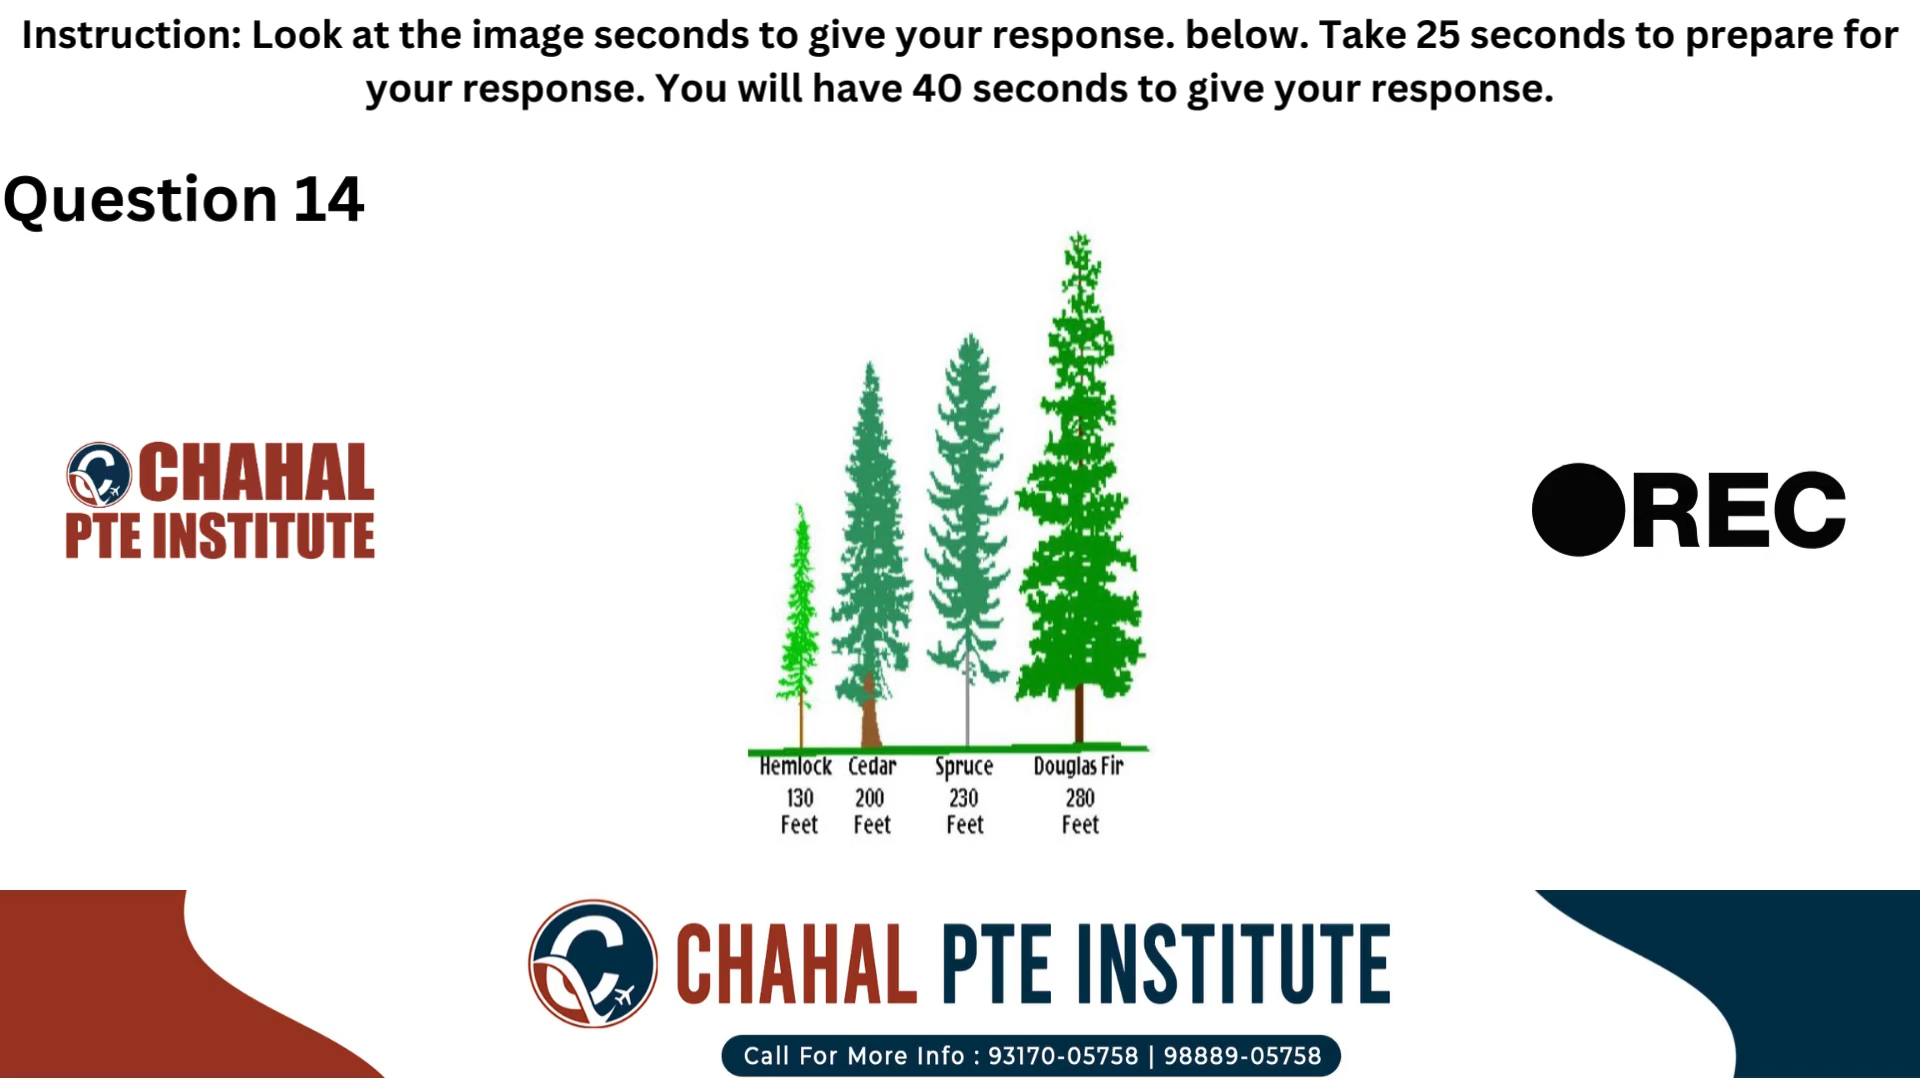 Instruction: Look at the image seconds to give your response. below. Take 25 seconds to prepare for
your response. You will have 40 seconds to give your response.
Question 14
CHAHAL
PTE INSTITUTE
REC
Hemlock Cedar Spruce Douglas Fir
130 200 230 280
Feet Feet Feet Feet
CHAHAL PTE INSTITUTE
Call For More Info : 93170-05758 | 98889-05758